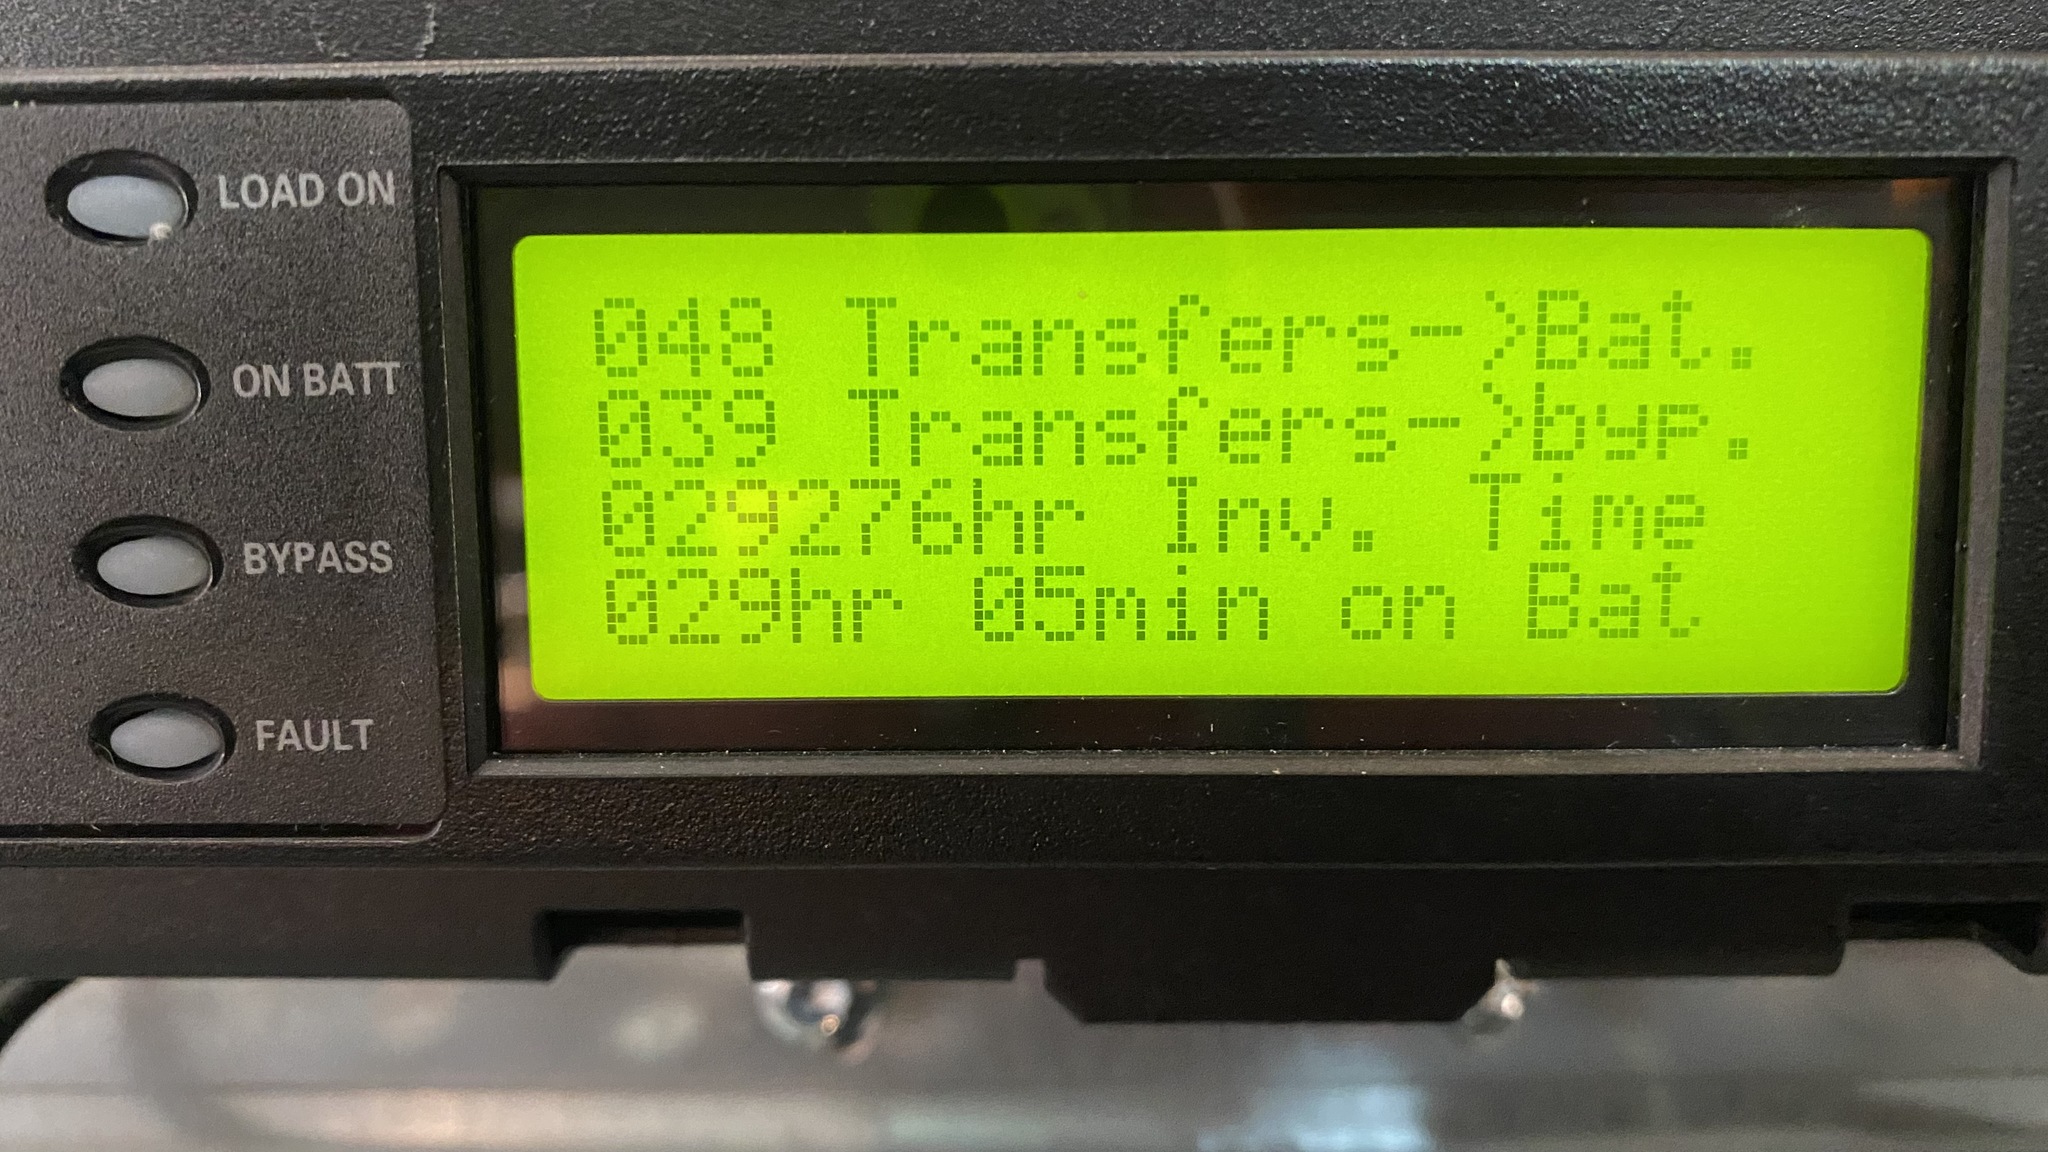 LOAD ON
ON BATT
BYPASS
FAULT
048 Transfers->Bat.
039 Transfers->byp.
029276hr Inv. Time
029hr 05min on Bat